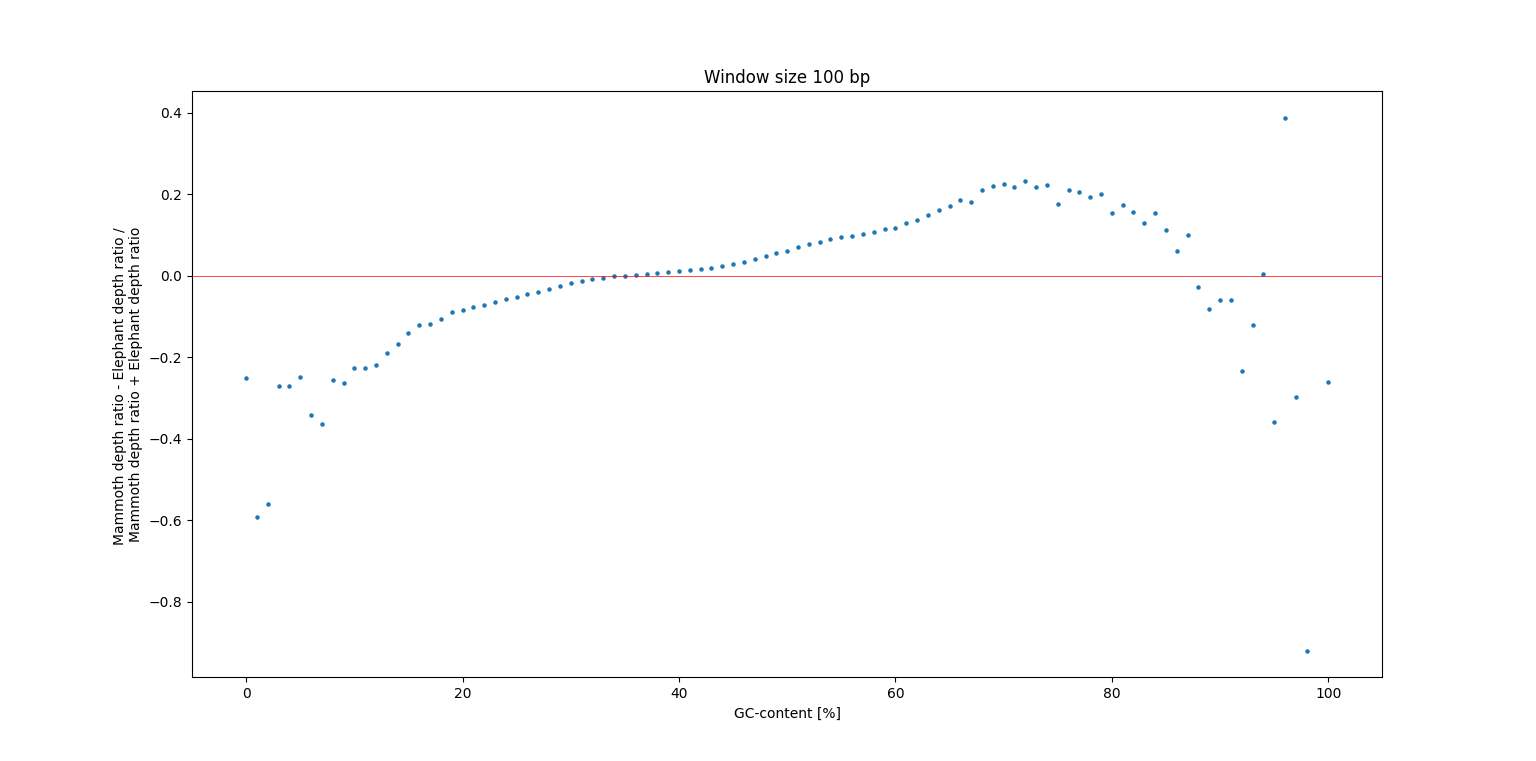 Window size 100 bp
Mammoth depth ratio - Elephant depth ratio /
Mammoth depth ratio + Elephant depth ratio
0.4
0.2
0.0
−0.2
−0.4
−0.6
−0.8
0 20 40 60 80 100
GC-content [%]